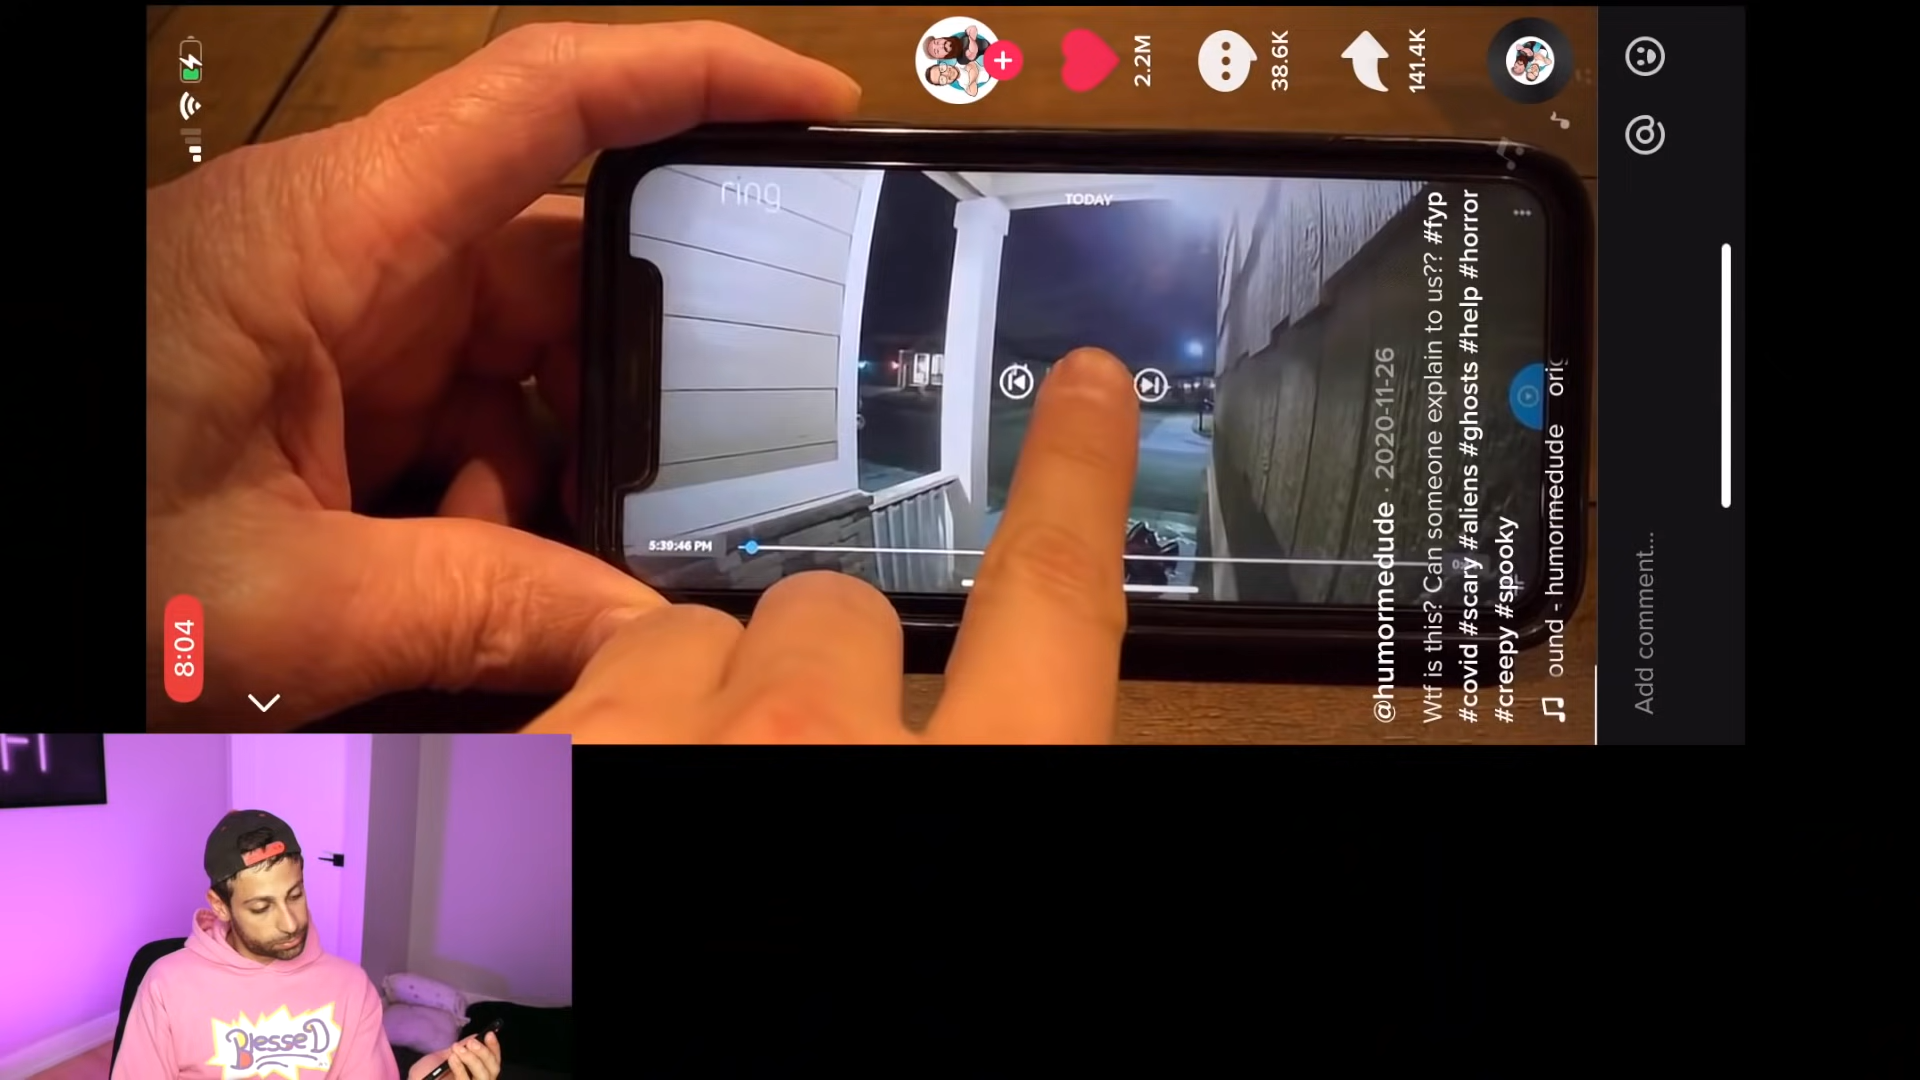 8:04
2.2M
38.6K
141.4K
ring
TODAY
5:39:46 PM
@humormedude · 2020-11-26
Wtf is this? Can someone explain to us?? #fyp
#covid #scary #aliens #ghosts #help #horror
#creepy #spooky
ound - humormedude
Add comment...
BlesseD